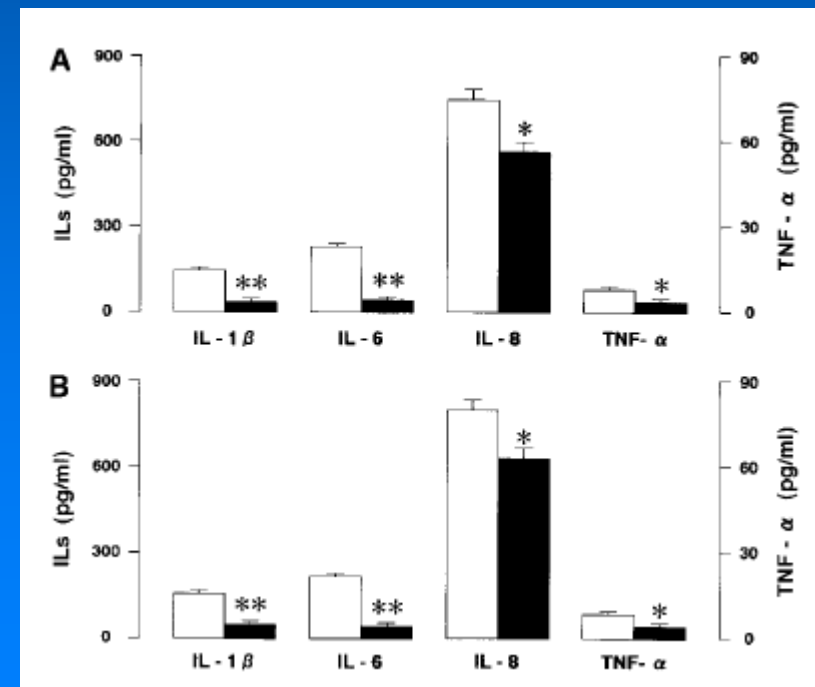 A
ILs (pg/ml)
900
600
300
0
** ** * *
IL - 1 β IL - 6 IL - 8 TNF- α
90
60
30
0
TNF - α (pg/ml)
B
ILs (pg/ml)
900
600
300
0
** ** * *
IL - 1 β IL - 6 IL - 8 TNF- α
90
60
30
0
TNF - α (pg/ml)